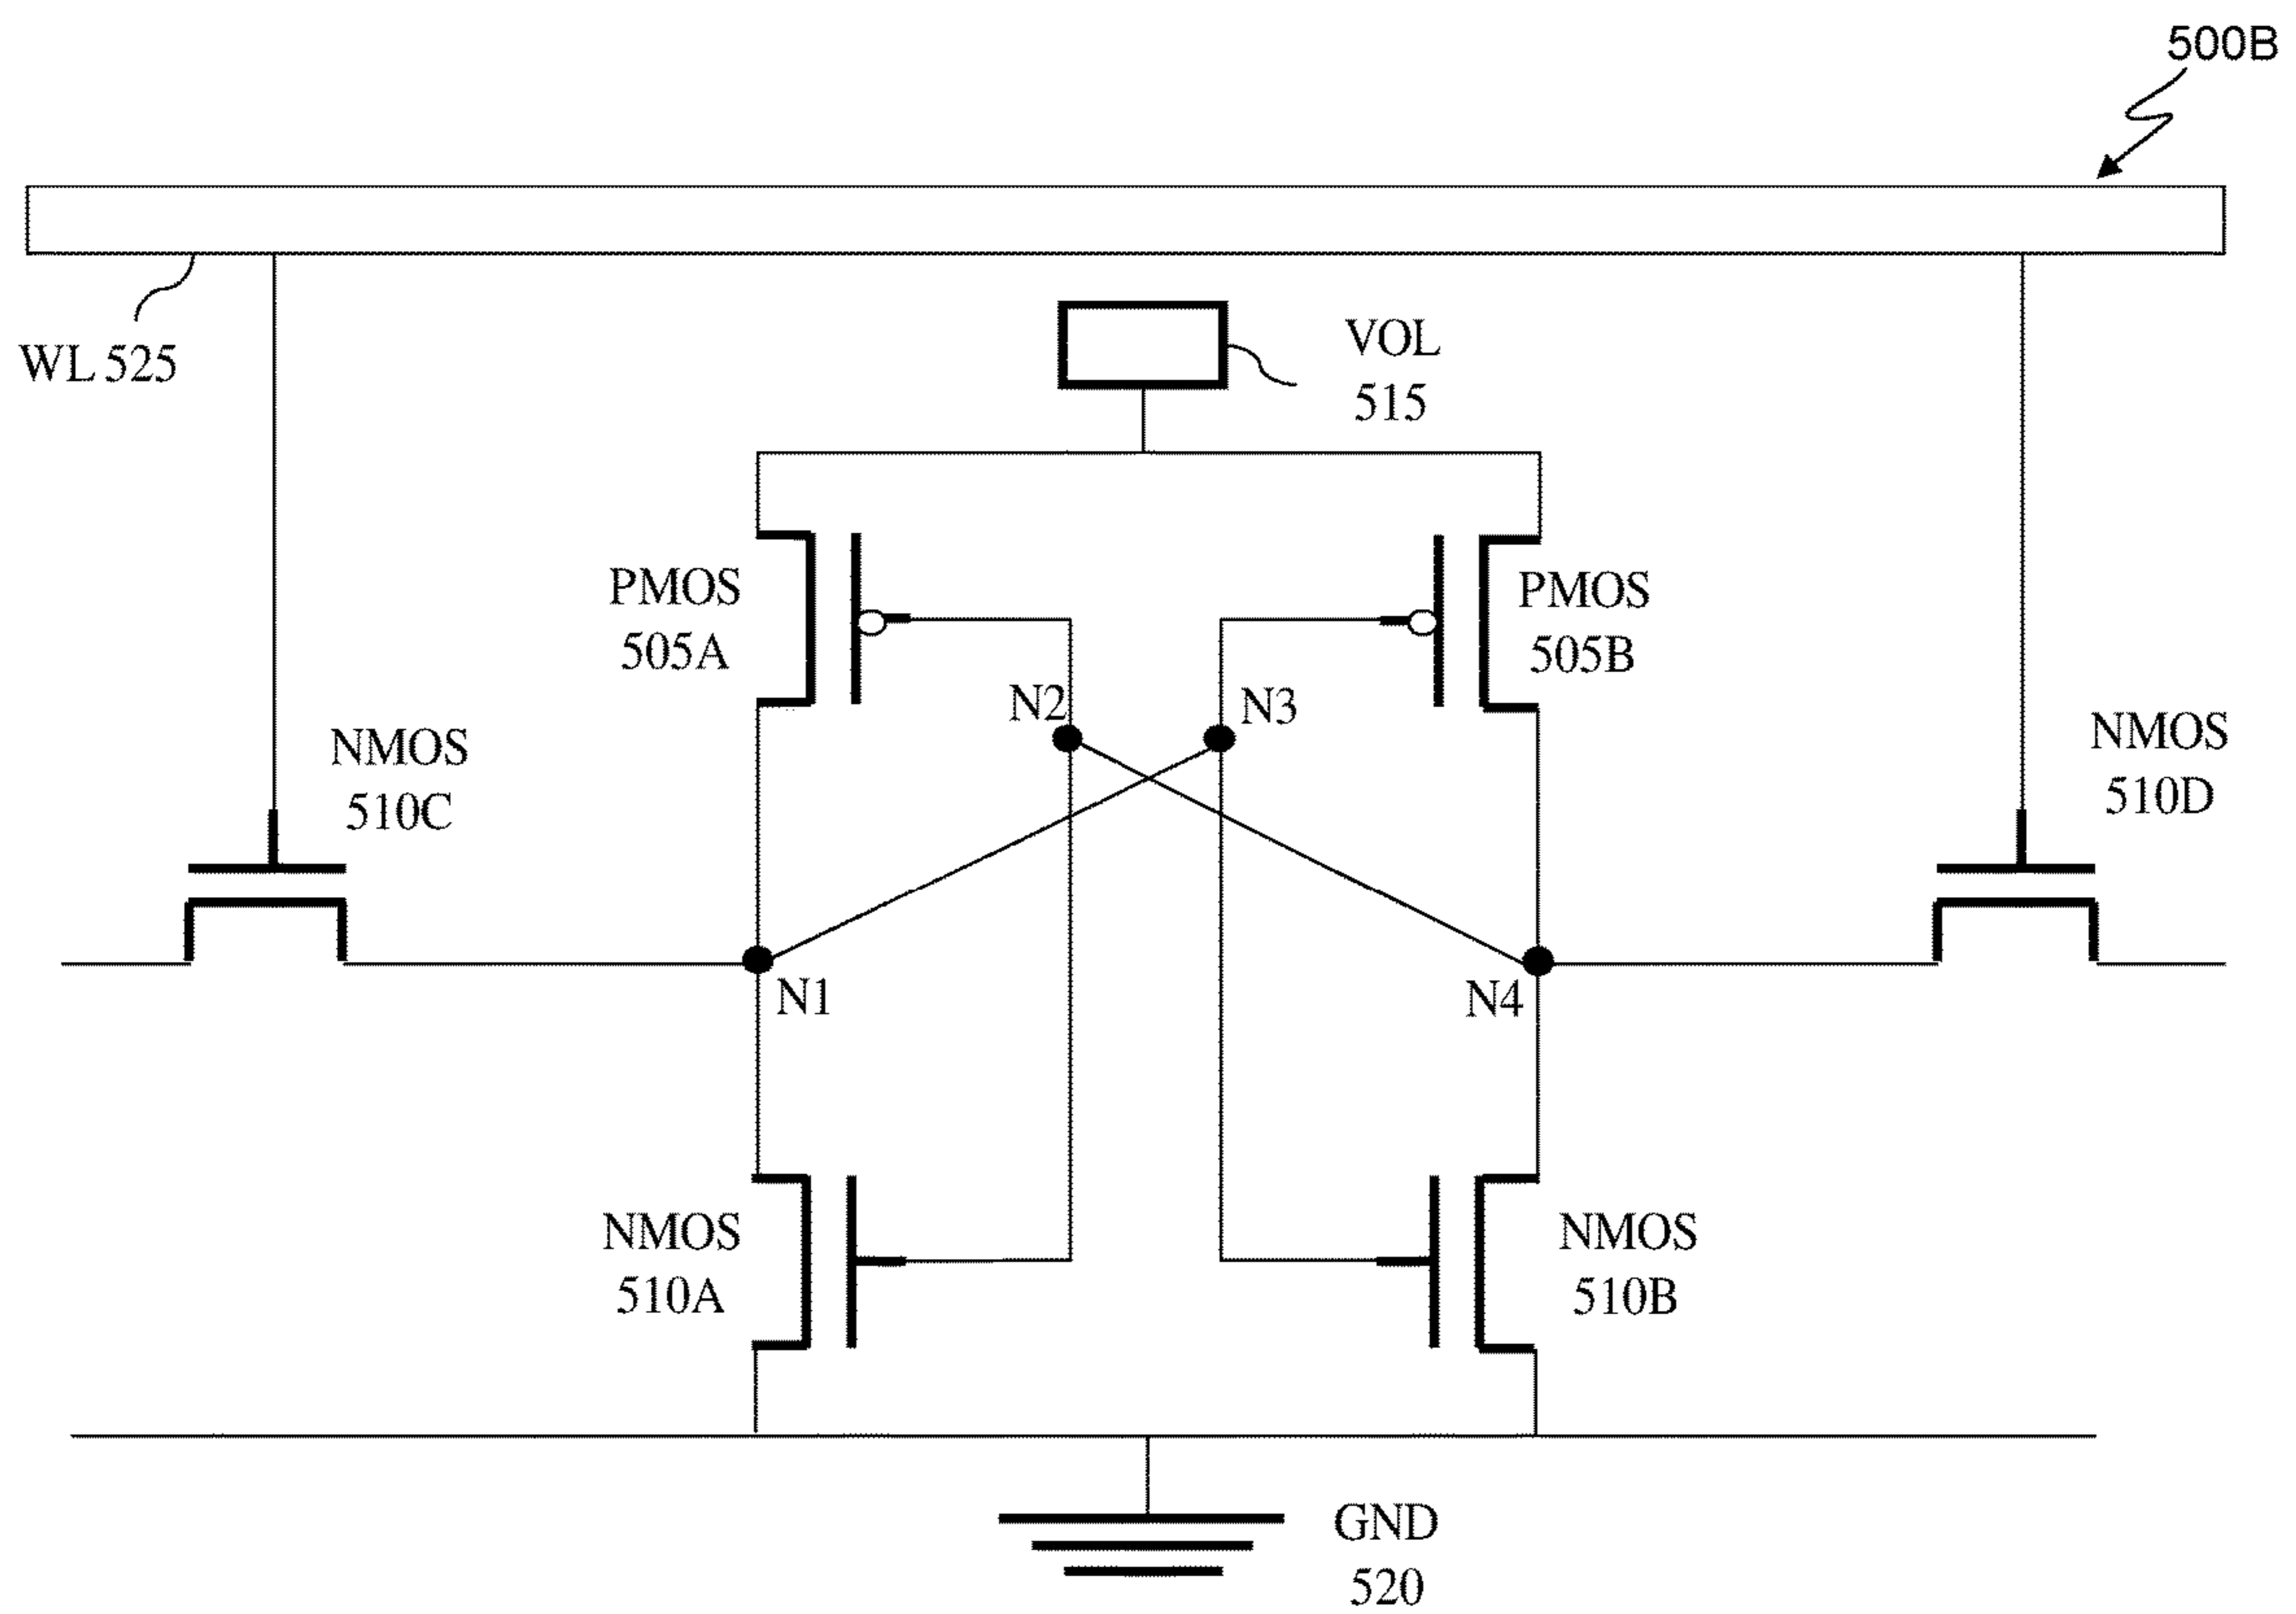 500B
WL 525
VOL
515
PMOS
505A
PMOS
505B
N2
N3
NMOS
510C
NMOS
510D
N1
N4
NMOS
510A
NMOS
510B
GND
520